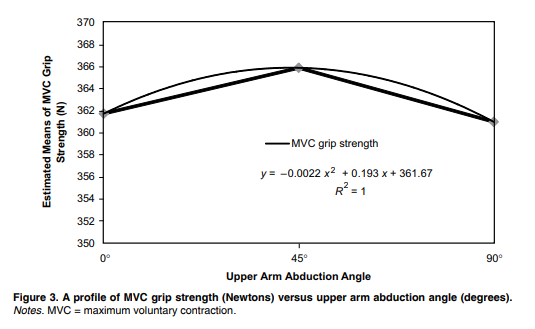 370
368
366
364
362
360
358
356
354
352
350
Estimated Means of MVC Grip
Strength (N)
MVC grip strength
y = −0.0022 x² + 0.193 x + 361.67
R² = 1
0° 45° 90°
Upper Arm Abduction Angle
Figure 3. A profile of MVC grip strength (Newtons) versus upper arm abduction angle (degrees).
Notes. MVC = maximum voluntary contraction.